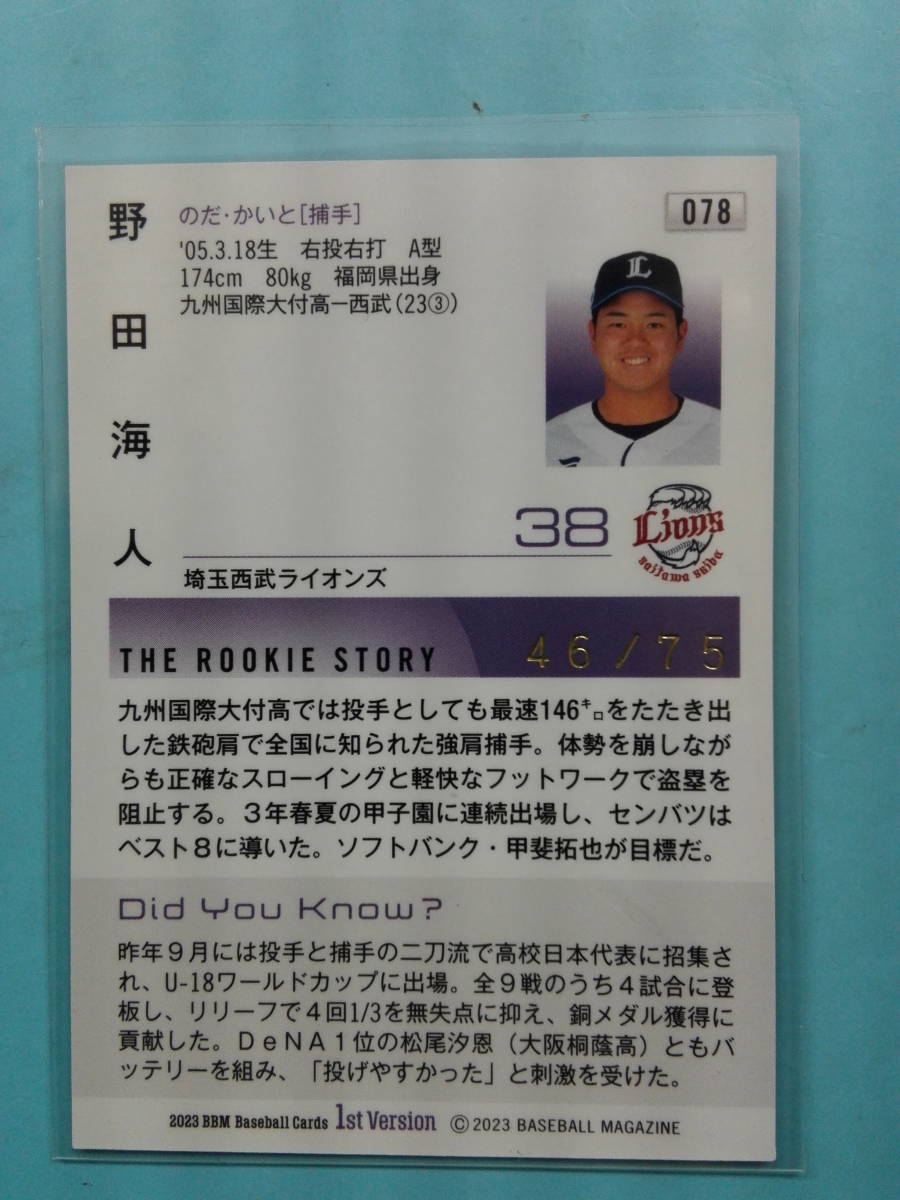 野田海人
のだ・かいと[捕手]
078
'05.3.18生 右投右打 A型
174cm 80kg 福岡県出身
九州国際大付高ー西武(23③)
L
38
Lions
saitama seibu
埼玉西武ライオンズ
THE ROOKIE STORY
46/75
九州国際大付高では投手としても最速146㌔をたたき出
した鉄砲肩で全国に知られた強肩捕手。体勢を崩しなが
らも正確なスローイングと軽快なフットワークで盗塁を
阻止する。3年春夏の甲子園に連続出場し、センバツは
ベスト8に導いた。ソフトバンク・甲斐拓也が目標だ。
Did You Know?
昨年9月には投手と捕手の二刀流で高校日本代表に招集さ
れ、U-18ワールドカップに出場。全9戦のうち4試合に登
板し、リリーフで4回1/3を無失点に抑え、銅メダル獲得に
貢献した。DeNA1位の松尾汐恩（大阪桐蔭高）ともバ
ッテリーを組み、「投げやすかった」と刺激を受けた。
2023 BBM Baseball Cards 1st Version ©2023 BASEBALL MAGAZINE